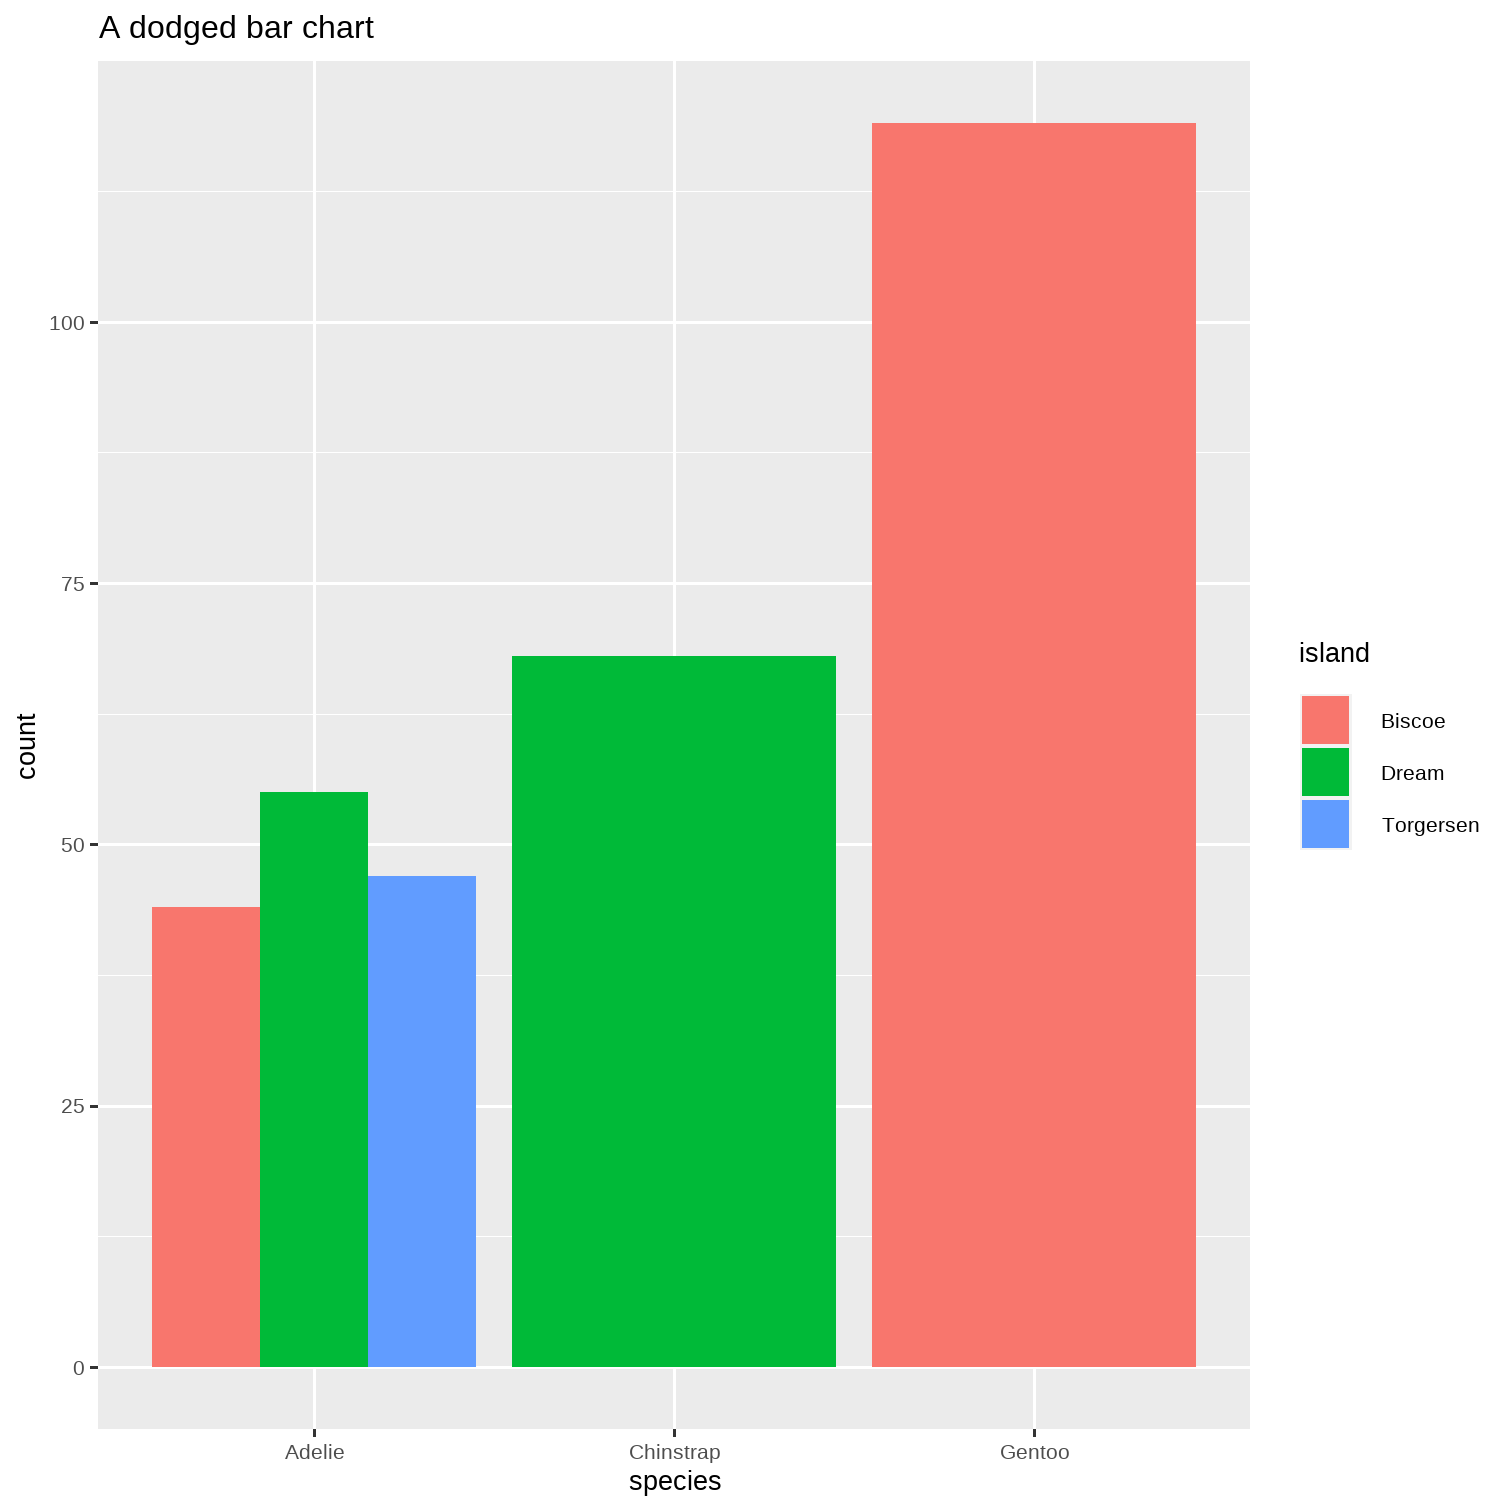 A dodged bar chart
count
100
75
50
25
0
Adelie
Chinstrap
Gentoo
species
island
Biscoe
Dream
Torgersen